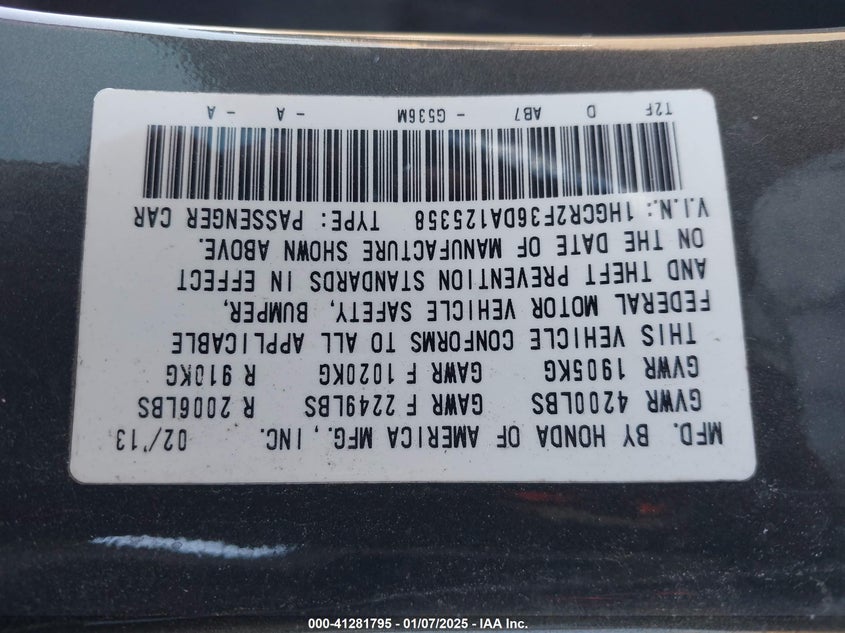 MFD. BY HONDA OF AMERICA MFG., INC. 02/'13
GVWR 4200LBS GAWR F 2249LBS R 2006LBS
GVWR 1905KG GAWR F 1020KG R 910KG
THIS VEHICLE CONFORMS TO ALL APPLICABLE
FEDERAL MOTOR VEHICLE SAFETY, BUMPER,
AND THEFT PREVENTION STANDARDS IN EFFECT
ON THE DATE OF MANUFACTURE SHOWN ABOVE.
V.I.N.: 1HGCR2F36DA125358 TYPE: PASSENGER CAR
T2F D AB7 - G536M - A - A
000-41281795 - 01/07/2025 - IAA Inc.